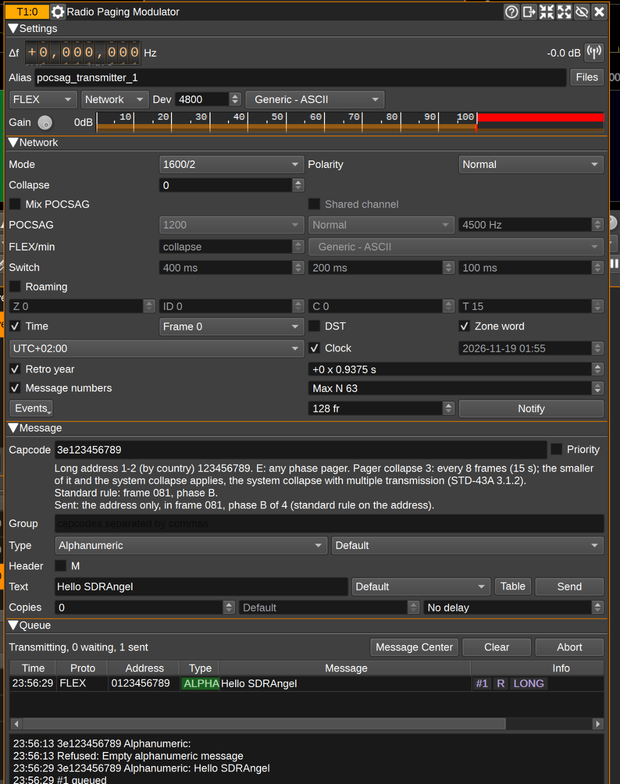 T1:0 Radio Paging Modulator
Settings
Δf +0,000,000 Hz -0.0 dB
Alias pocsag_transmitter_1 Files
FLEX Network Dev 4800 Generic - ASCII
Gain 0dB 10 20 30 40 50 60 70 80 90 100
Network
Mode 1600/2 Polarity Normal
Collapse 0
Mix POCSAG Shared channel
POCSAG 1200 Normal 4500 Hz
FLEX/min collapse Generic - ASCII
Switch 400 ms 200 ms 100 ms
Roaming
Z 0 ID 0 C 0 T 15
Time Frame 0 DST Zone word
UTC+02:00 Clock 2026-11-19 01:55
Retro year +0 x 0.9375 s
Message numbers Max N 63
Events 128 fr Notify
Message
Capcode 3e123456789 Priority
Long address 1-2 (by country) 123456789. E: any phase pager. Pager collapse 3: every 8 frames (15 s); the smaller
of it and the system collapse applies, the system collapse with multiple transmission (STD-43A 3.1.2).
Standard rule: frame 081, phase B.
Sent: the address only, in frame 081, phase B of 4 (standard rule on the address).
Group capcodes separated by commas
Type Alphanumeric Default
Header M
Text Hello SDRAngel Default Table Send
Copies 0 Default No delay
Queue
Transmitting, 0 waiting, 1 sent Message Center Clear Abort
Time Proto Address Type Message Info
23:56:29 FLEX 0123456789 ALPHA Hello SDRAngel #1 R LONG
23:56:13 3e123456789 Alphanumeric:
23:56:13 Refused: Empty alphanumeric message
23:56:29 3e123456789 Alphanumeric: Hello SDRAngel
23:56:29 #1 queued